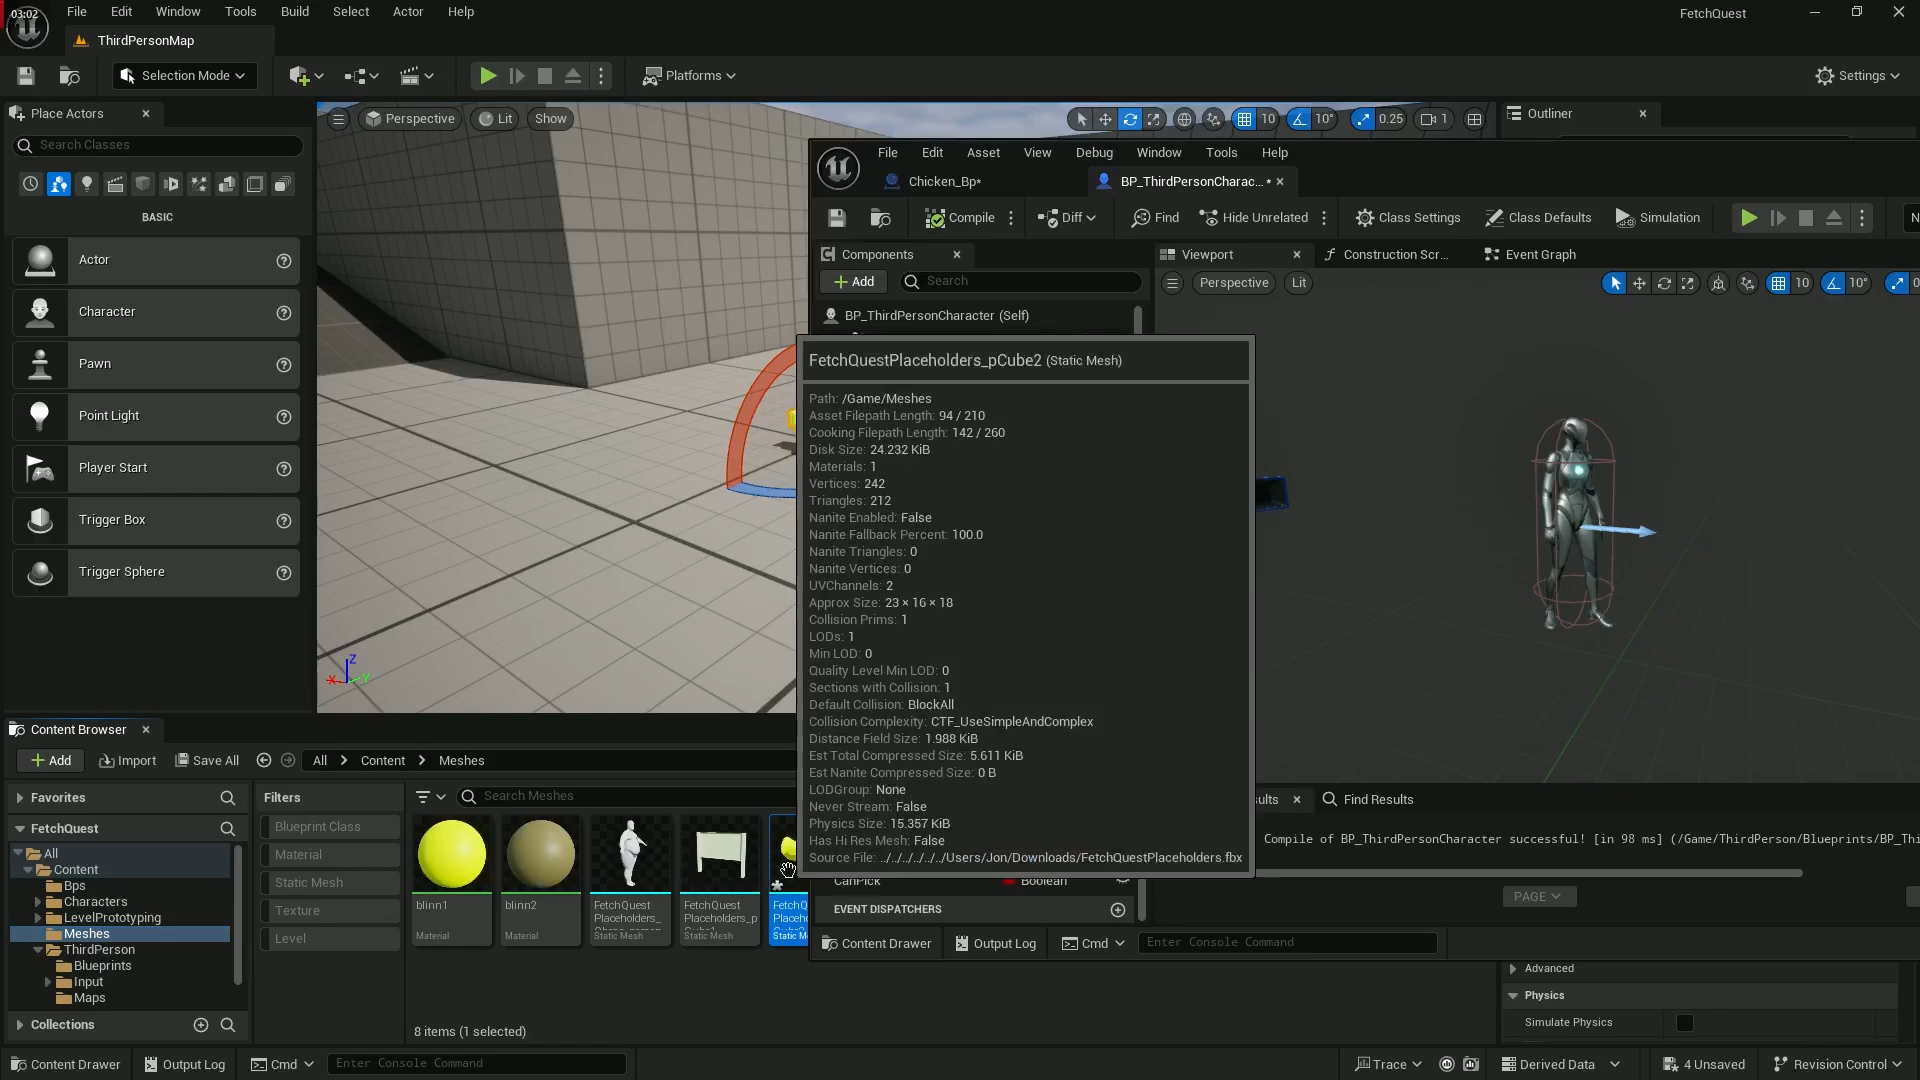 03:02
File Edit Window Tools Build Select Actor Help
FetchQuest
ThirdPersonMap
Selection Mode
Platforms
Settings
Place Actors
Search Classes
BASIC
Actor
Character
Pawn
Point Light
Player Start
Trigger Box
Trigger Sphere
Perspective Lit Show
10 10° 0.25 1
Outliner
File Edit Asset View Debug Window Tools Help
Chicken_Bp*
BP_ThirdPersonCharac... *
Compile Diff Find Hide Unrelated Class Settings Class Defaults Simulation
Components
Viewport
Construction Scr...
Event Graph
Add
Search
Perspective Lit
10 10°
BP_ThirdPersonCharacter (Self)
FetchQuestPlaceholders_pCube2 (Static Mesh)
Path: /Game/Meshes
Asset Filepath Length: 94 / 210
Cooking Filepath Length: 142 / 260
Disk Size: 24.232 KiB
Materials: 1
Vertices: 242
Triangles: 212
Nanite Enabled: False
Nanite Fallback Percent: 100.0
Nanite Triangles: 0
Nanite Vertices: 0
UVChannels: 2
Approx Size: 23 × 16 × 18
Collision Prims: 1
LODs: 1
Min LOD: 0
Quality Level Min LOD: 0
Sections with Collision: 1
Default Collision: BlockAll
Collision Complexity: CTF_UseSimpleAndComplex
Distance Field Size: 1.988 KiB
Est Total Compressed Size: 5.611 KiB
Est Nanite Compressed Size: 0 B
LODGroup: None
Never Stream: False
Physics Size: 15.357 KiB
Has Hi Res Mesh: False
Source File: ../../../../../../Users/Jon/Downloads/FetchQuestPlaceholders.fbx
Z
X
Y
Content Browser
Add Import Save All All Content Meshes
Favorites
FetchQuest
All
Content
Bps
Characters
LevelPrototyping
Meshes
ThirdPerson
Blueprints
Input
Maps
Collections
Filters
Blueprint Class
Material
Static Mesh
Texture
Level
Search Meshes
blinn1
Material
blinn2
Material
FetchQuest
Placeholders_
Static Mesh
FetchQuest
Placeholders_p
Static Mesh
FetchQ
Placeho
Static M
8 items (1 selected)
ults
Find Results
Compile of BP_ThirdPersonCharacter successful! [in 98 ms] (/Game/ThirdPerson/Blueprints/BP_Thi
PAGE
CanPick Boolean
EVENT DISPATCHERS
Content Drawer Output Log Cmd Enter Console Command
Advanced
Physics
Simulate Physics
Content Drawer Output Log Cmd Enter Console Command
Trace Derived Data 4 Unsaved Revision Control